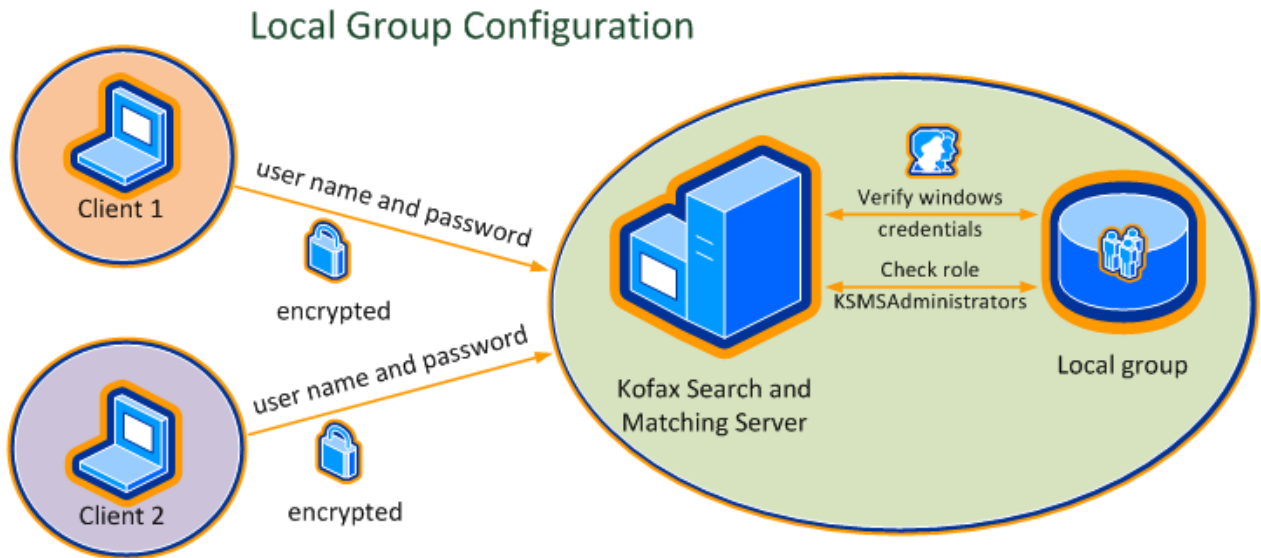 Local Group Configuration
Client 1
user name and password
encrypted
Client 2
user name and password
encrypted
Kofax Search and
Matching Server
Verify windows
credentials
Check role
KSMSAdministrators
Local group